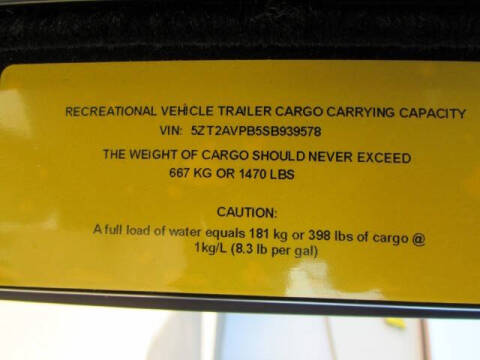 RECREATIONAL VEHICLE TRAILER CARGO CARRYING CAPACITY
VIN: 5ZT2AVPB5SB939578
THE WEIGHT OF CARGO SHOULD NEVER EXCEED
667 KG OR 1470 LBS
CAUTION:
A full load of water equals 181 kg or 398 lbs of cargo @
1kg/L (8.3 lb per gal)